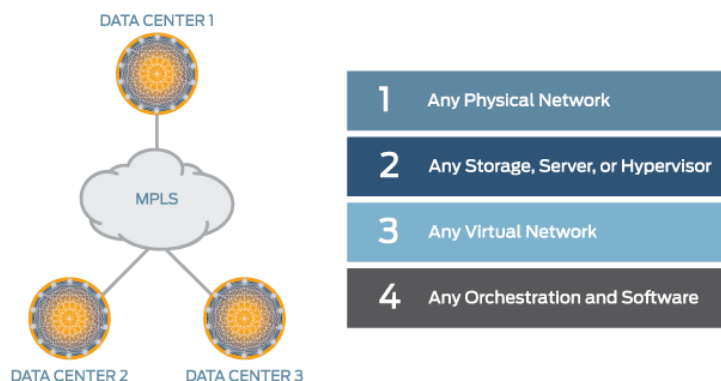 DATA CENTER 1
MPLS
DATA CENTER 2
DATA CENTER 3
1 Any Physical Network
2 Any Storage, Server, or Hypervisor
3 Any Virtual Network
4 Any Orchestration and Software